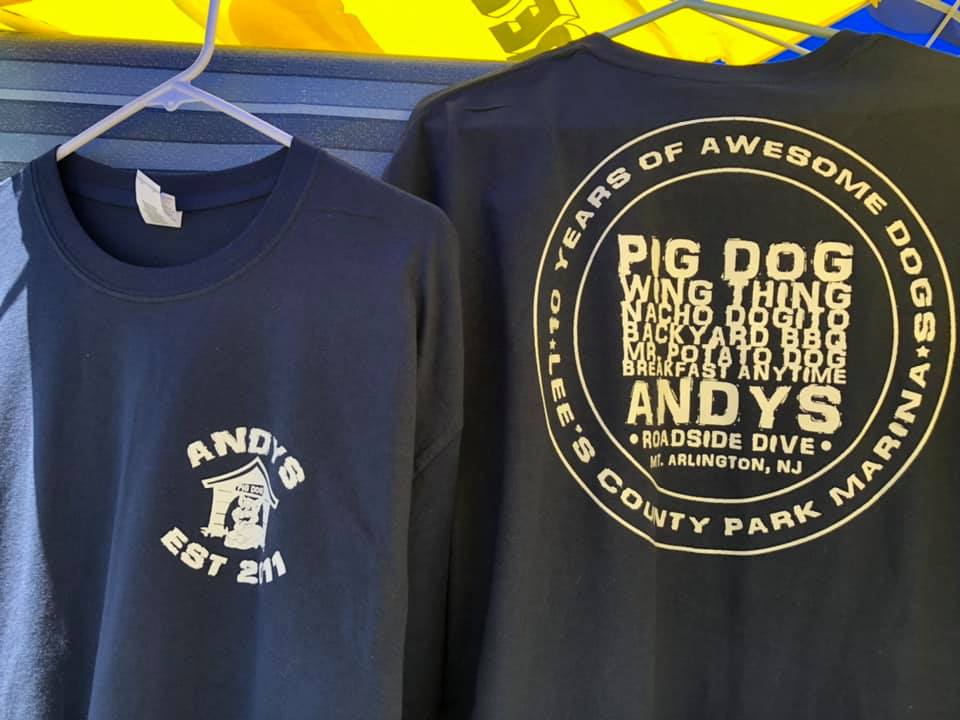 ANDYS
PIG DOG
EST 2011
10 YEARS OF AWESOME DOGS
PIG DOG
WING THING
NACHO DOGITO
BACKYARD BBQ
MR. POTATO DOG
BREAKFAST ANYTIME
ANDYS
•ROADSIDE DIVE•
MT. ARLINGTON, NJ
★LEE'S COUNTY PARK MARINA★